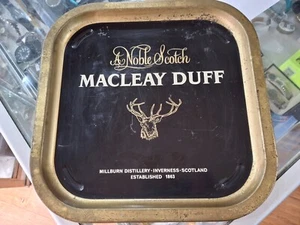 A Noble Scotch
MACLEAY DUFF
MILLBURN DISTILLERY-INVERNESS-SCOTLAND
ESTABLISHED 1863